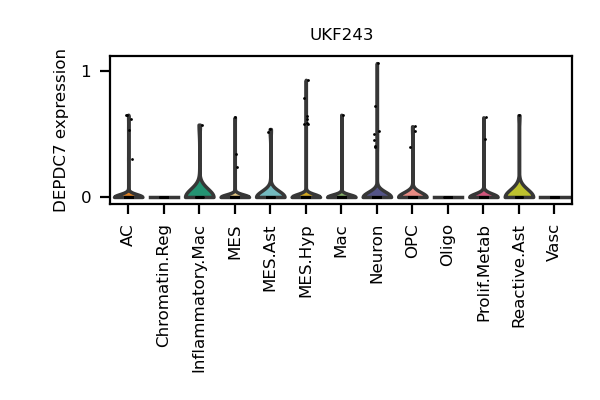 UKF243
DEPDC7 expression
1
0
AC
Chromatin.Reg
Inflammatory.Mac
MES
MES.Ast
MES.Hyp
Mac
Neuron
OPC
Oligo
Prolif.Metab
Reactive.Ast
Vasc